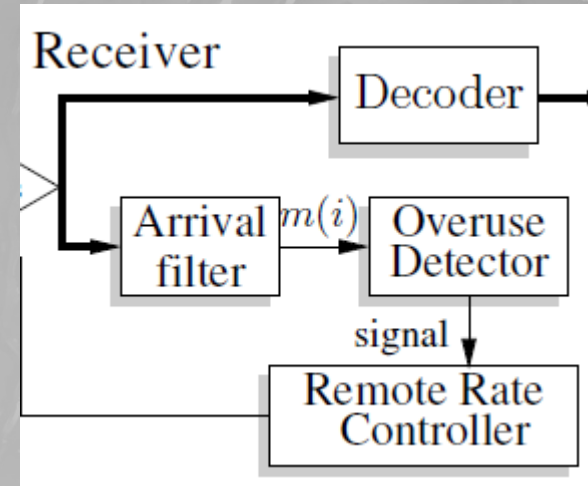 Receiver
Decoder
Arrival
filter
m(i)
Overuse
Detector
signal
Remote Rate
Controller